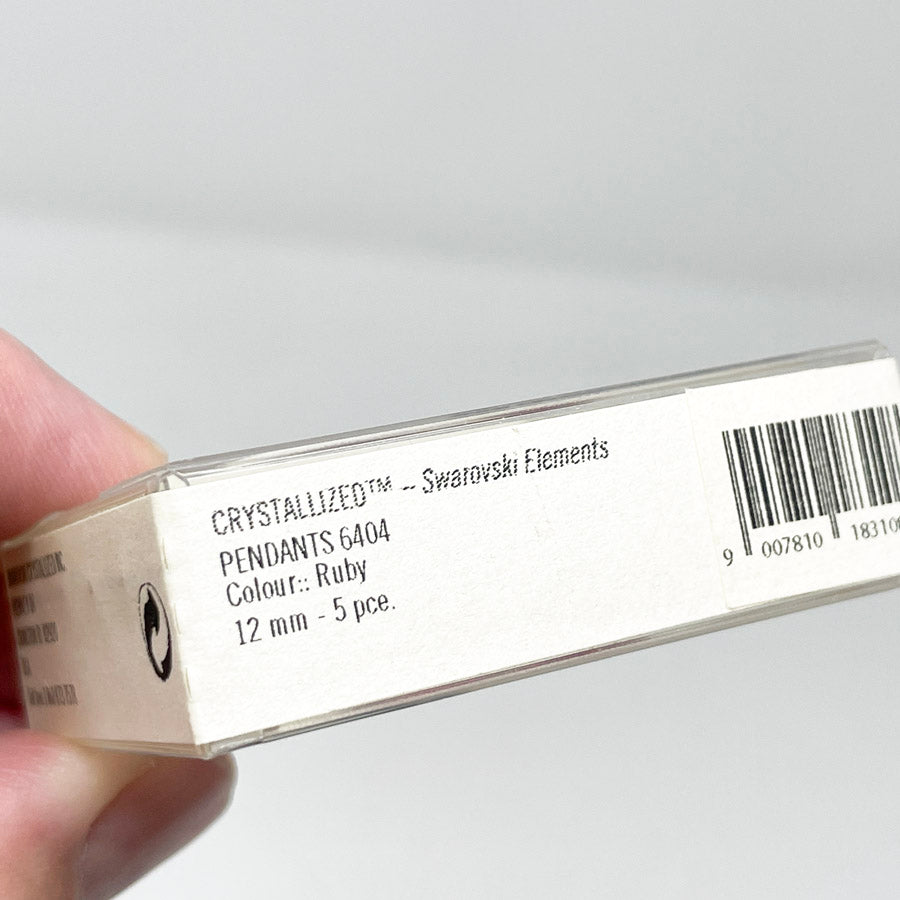 CRYSTALLIZED™ -- Swarovski Elements
PENDANTS 6404
Colour:: Ruby
12 mm - 5 pce.
9 007810 18310